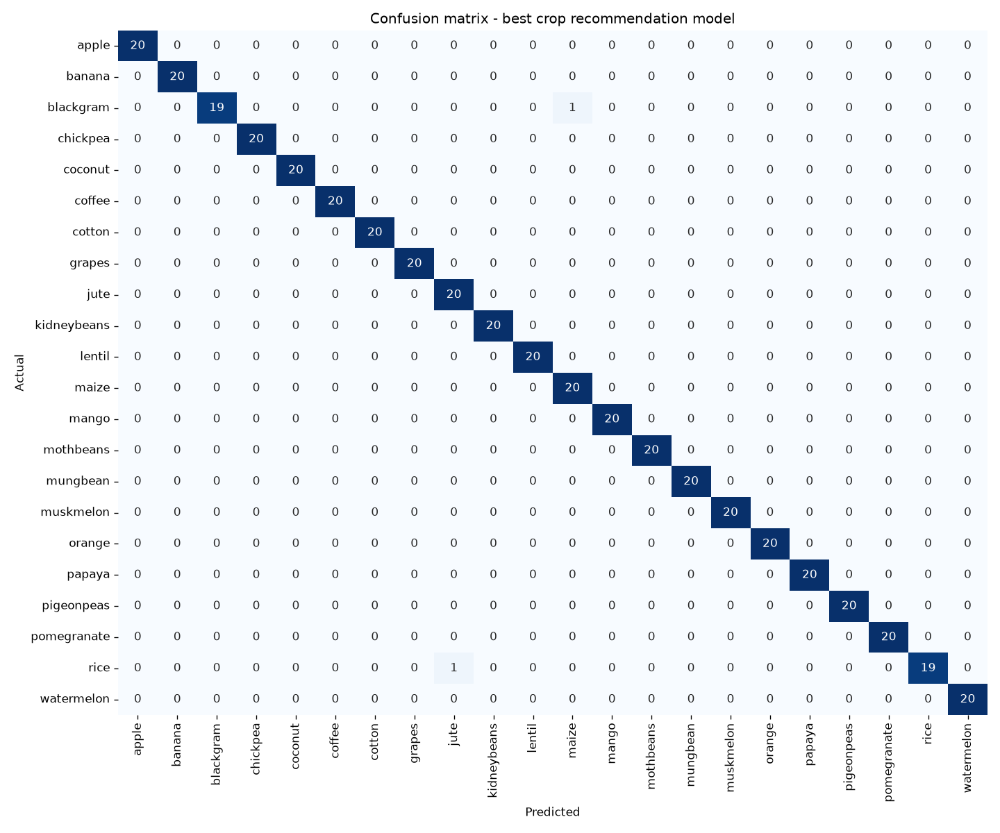 Confusion matrix - best crop recommendation model
apple 20 0 0 0 0 0 0 0 0 0 0 0 0 0 0 0 0 0 0 0 0 0
banana 0 20 0 0 0 0 0 0 0 0 0 0 0 0 0 0 0 0 0 0 0 0
blackgram 0 0 19 0 0 0 0 0 0 0 0 1 0 0 0 0 0 0 0 0 0 0
chickpea 0 0 0 20 0 0 0 0 0 0 0 0 0 0 0 0 0 0 0 0 0 0
coconut 0 0 0 0 20 0 0 0 0 0 0 0 0 0 0 0 0 0 0 0 0 0
coffee 0 0 0 0 0 20 0 0 0 0 0 0 0 0 0 0 0 0 0 0 0 0
cotton 0 0 0 0 0 0 20 0 0 0 0 0 0 0 0 0 0 0 0 0 0 0
grapes 0 0 0 0 0 0 0 20 0 0 0 0 0 0 0 0 0 0 0 0 0 0
jute 0 0 0 0 0 0 0 0 20 0 0 0 0 0 0 0 0 0 0 0 0 0
kidneybeans 0 0 0 0 0 0 0 0 0 20 0 0 0 0 0 0 0 0 0 0 0 0
lentil 0 0 0 0 0 0 0 0 0 0 20 0 0 0 0 0 0 0 0 0 0 0
maize 0 0 0 0 0 0 0 0 0 0 0 20 0 0 0 0 0 0 0 0 0 0
mango 0 0 0 0 0 0 0 0 0 0 0 0 20 0 0 0 0 0 0 0 0 0
mothbeans 0 0 0 0 0 0 0 0 0 0 0 0 0 20 0 0 0 0 0 0 0 0
mungbean 0 0 0 0 0 0 0 0 0 0 0 0 0 0 20 0 0 0 0 0 0 0
muskmelon 0 0 0 0 0 0 0 0 0 0 0 0 0 0 0 20 0 0 0 0 0 0
orange 0 0 0 0 0 0 0 0 0 0 0 0 0 0 0 0 20 0 0 0 0 0
papaya 0 0 0 0 0 0 0 0 0 0 0 0 0 0 0 0 0 20 0 0 0 0
pigeonpeas 0 0 0 0 0 0 0 0 0 0 0 0 0 0 0 0 0 0 20 0 0 0
pomegranate 0 0 0 0 0 0 0 0 0 0 0 0 0 0 0 0 0 0 0 20 0 0
rice 0 0 0 0 0 0 0 0 1 0 0 0 0 0 0 0 0 0 0 0 19 0
watermelon 0 0 0 0 0 0 0 0 0 0 0 0 0 0 0 0 0 0 0 0 0 20
Actual
apple banana blackgram chickpea coconut coffee cotton grapes jute kidneybeans lentil maize mango mothbeans mungbean muskmelon orange papaya pigeonpeas pomegranate rice watermelon
Predicted